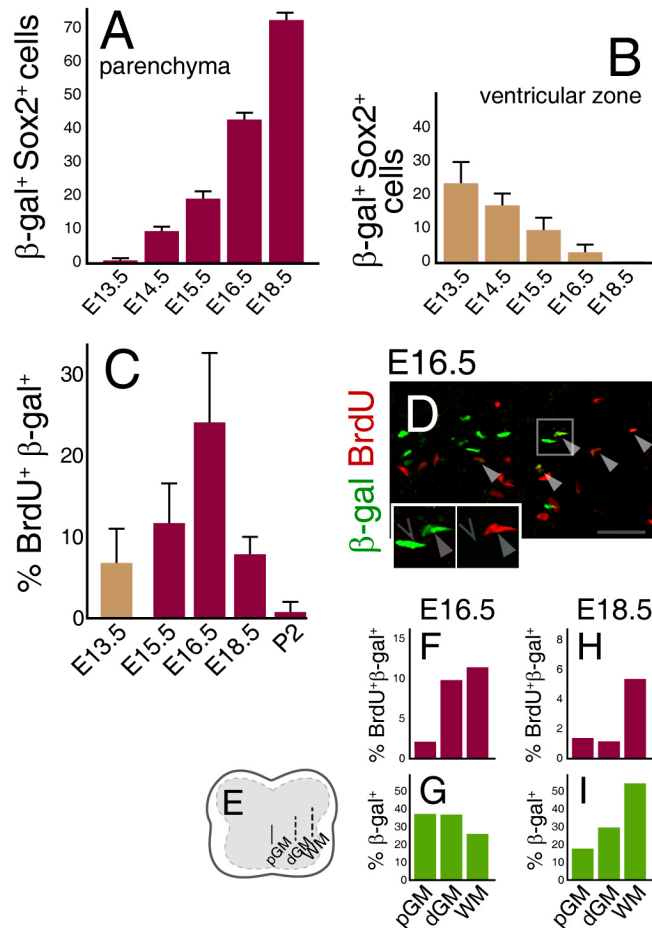 A
parenchyma
β-gal⁺ Sox2⁺ cells
70
60
50
40
30
20
10
0
E13.5
E14.5
E15.5
E16.5
E18.5
B
ventricular zone
β-gal⁺ Sox2⁺
cells
40
30
20
10
0
E13.5
E14.5
E15.5
E16.5
E18.5
C
% BrdU⁺ β-gal⁺
30
20
10
0
E13.5
E15.5
E16.5
E18.5
P2
E16.5
D
β-gal BrdU
E
pGM
dGM
WM
E16.5
F
% BrdU⁺β-gal⁺
15
10
5
0
G
% β-gal⁺
50
40
30
20
10
0
pGM
dGM
WM
E18.5
H
% BrdU⁺β-gal⁺
8
6
4
2
0
I
% β-gal⁺
50
40
30
20
10
0
pGM
dGM
WM